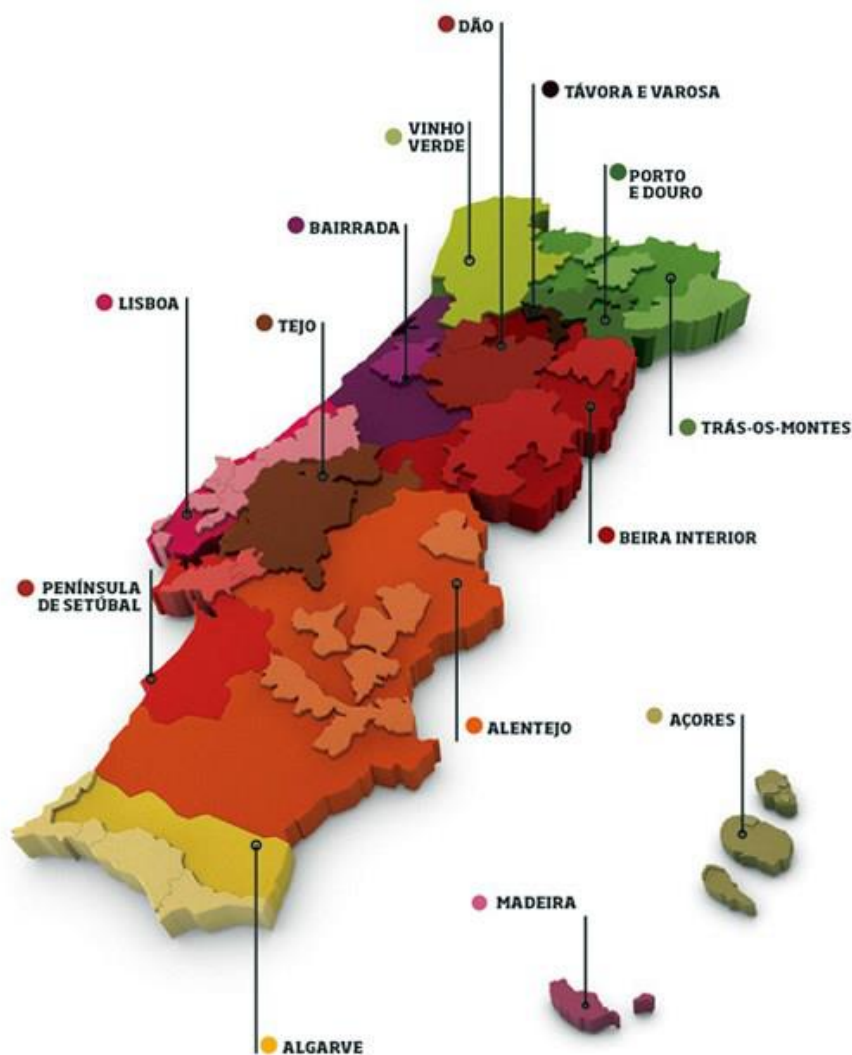 DÃO
TÁVORA E VAROSA
VINHO
VERDE
PORTO
E DOURO
BAIRRADA
LISBOA
TEJO
TRÁS-OS-MONTES
BEIRA INTERIOR
PENÍNSULA
DE SETÚBAL
ALENTEJO
AÇORES
MADEIRA
ALGARVE